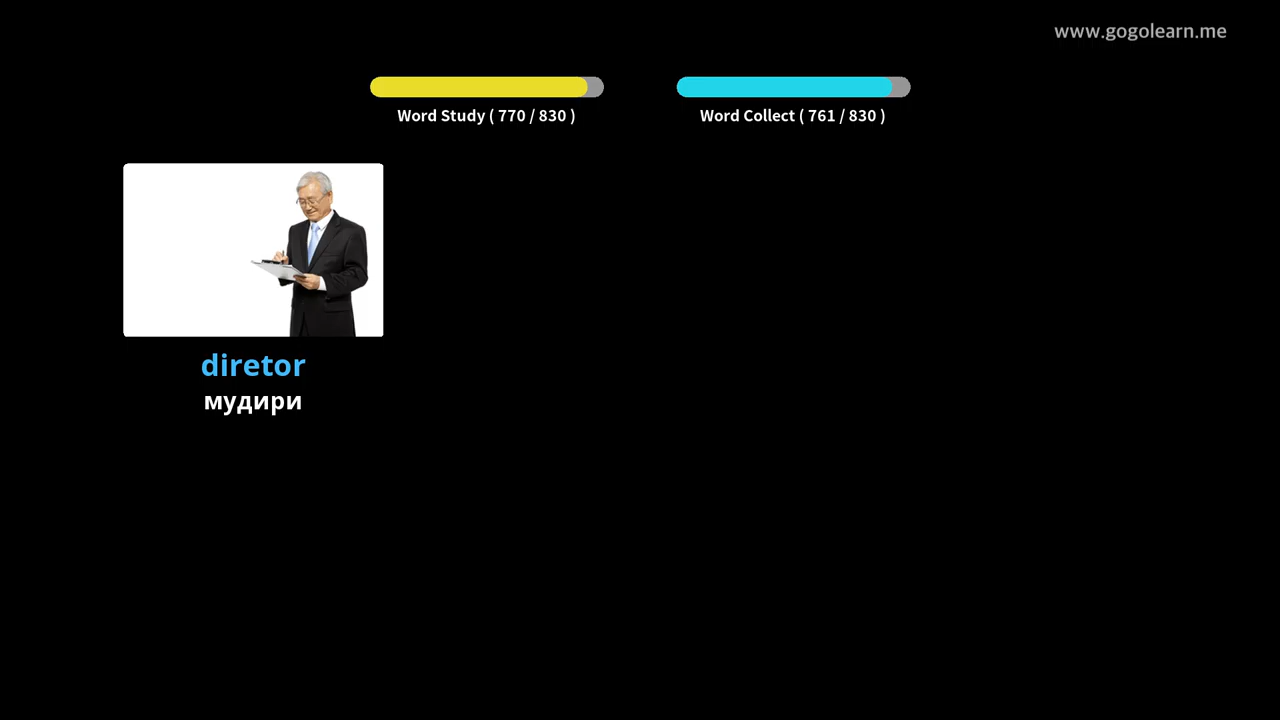 www.gogolearn.me
Word Study ( 770 / 830 )
Word Collect ( 761 / 830 )
diretor
мудири